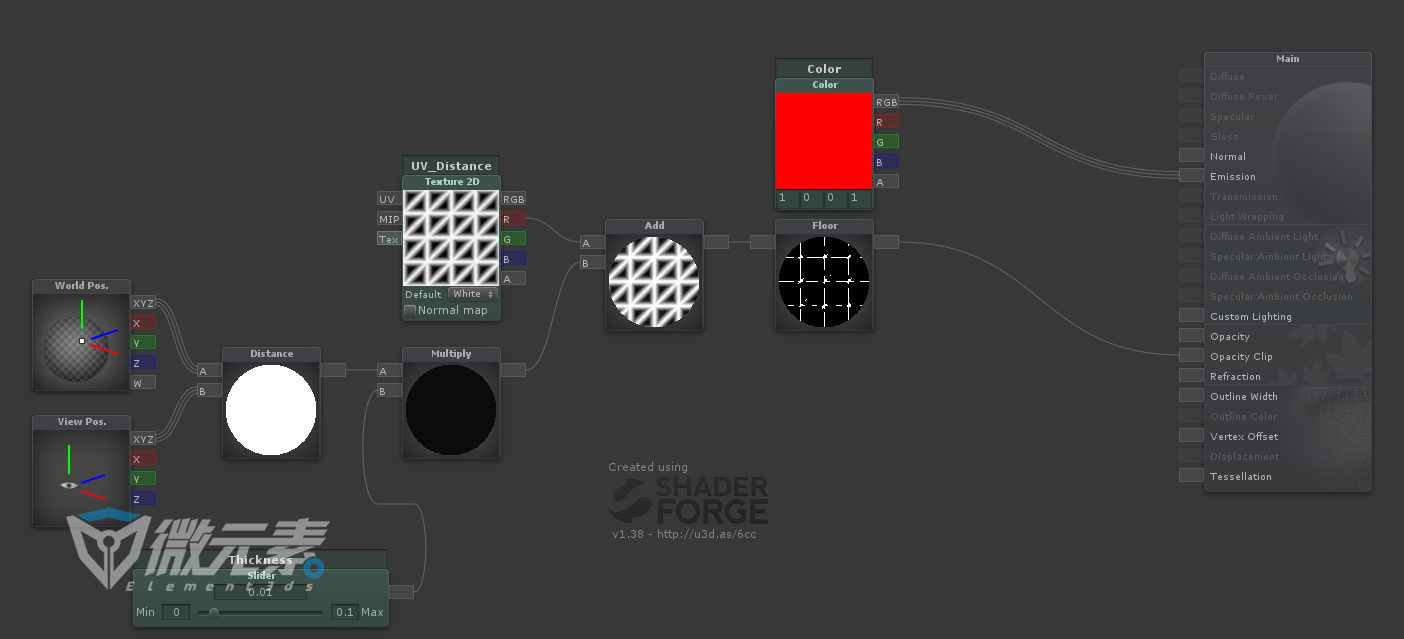 Main
Diffuse
Diffuse Power
Specular
Gloss
Normal
Emission
Transmission
Light Wrapping
Diffuse Ambient Light
Specular Ambient Light
Diffuse Ambient Occlusion
Specular Ambient Occlusion
Custom Lighting
Opacity
Opacity Clip
Refraction
Outline Width
Outline Color
Vertex Offset
Displacement
Tessellation
Color
Color
RGB
R
G
B
A
1 0 0 1
UV_Distance
Texture 2D
UV
MIP
Tex
RGB
R
G
B
A
Default White
Normal map
Add
A
B
Floor
World Pos.
XYZ
X
Y
Z
W
Distance
A
B
Multiply
A
B
View Pos.
XYZ
X
Y
Z
Created using
SHADER
FORGE
v1.38 - http://u3d.as/6cc
微元素
Element3ds
Thickness
Slider
0.01
Min 0 0.1 Max